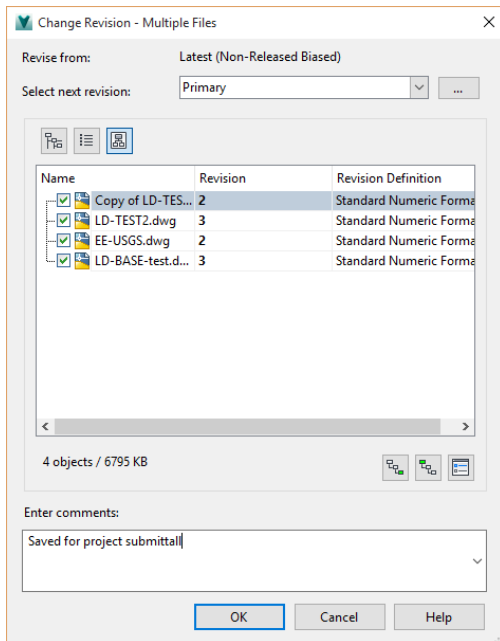 Change Revision - Multiple Files
Revise from: Latest (Non-Released Biased)
Select next revision: Primary ...
Name Revision Revision Definition
Copy of LD-TES... 2 Standard Numeric Forma
LD-TEST2.dwg 3 Standard Numeric Forma
EE-USGS.dwg 2 Standard Numeric Forma
LD-BASE-test.d... 3 Standard Numeric Forma
4 objects / 6795 KB
Enter comments:
Saved for project submittall
OK Cancel Help